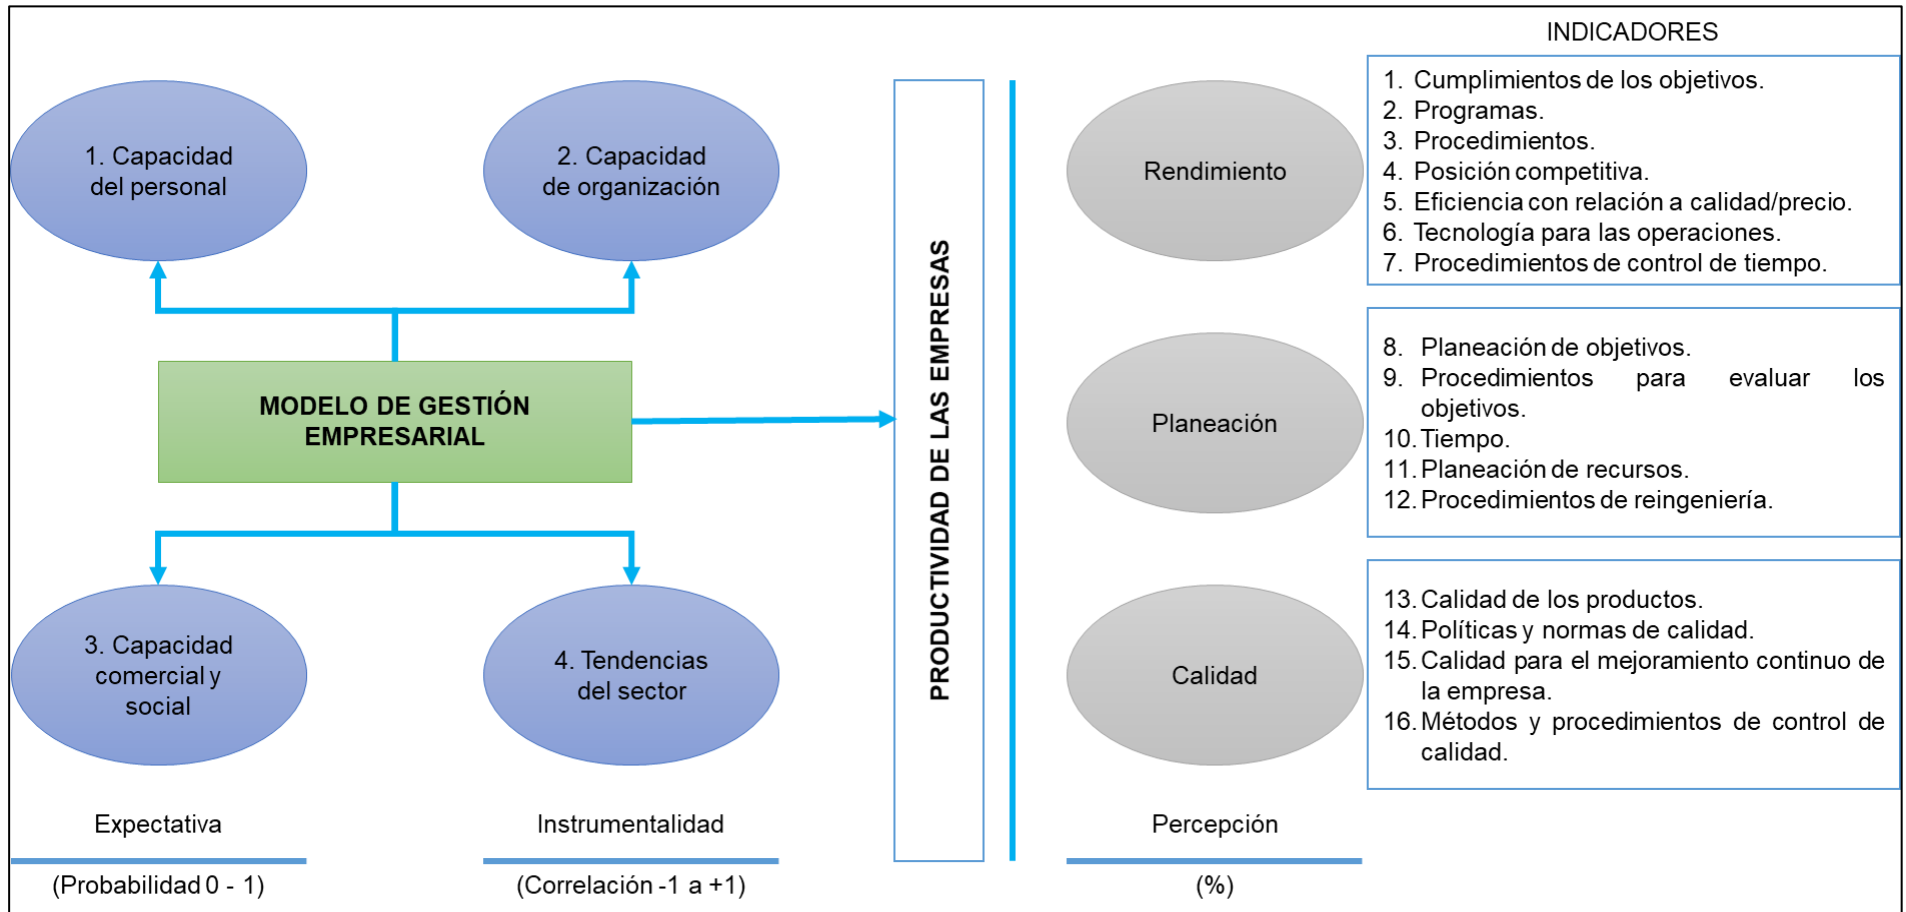 1. Capacidad
del personal
2. Capacidad
de organización
MODELO DE GESTIÓN
EMPRESARIAL
3. Capacidad
comercial y
social
4. Tendencias
del sector
Expectativa
(Probabilidad 0 - 1)
Instrumentalidad
(Correlación -1 a +1)
PRODUCTIVIDAD DE LAS EMPRESAS
Rendimiento
Planeación
Calidad
Percepción
(%)
INDICADORES
1. Cumplimientos de los objetivos.
2. Programas.
3. Procedimientos.
4. Posición competitiva.
5. Eficiencia con relación a calidad/precio.
6. Tecnología para las operaciones.
7. Procedimientos de control de tiempo.
8. Planeación de objetivos.
9. Procedimientos para evaluar los
objetivos.
10. Tiempo.
11. Planeación de recursos.
12. Procedimientos de reingeniería.
13. Calidad de los productos.
14. Políticas y normas de calidad.
15. Calidad para el mejoramiento continuo de
la empresa.
16. Métodos y procedimientos de control de
calidad.